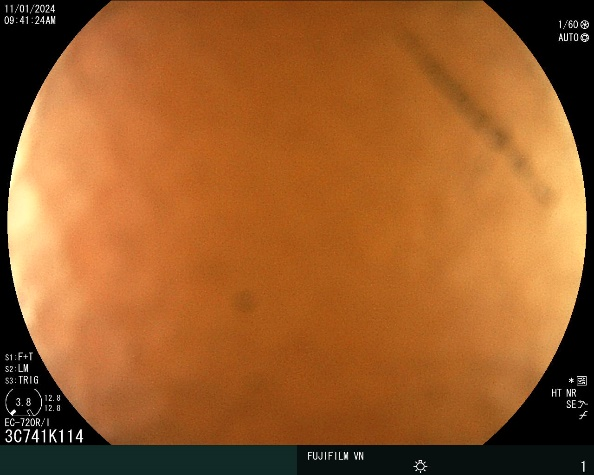 11/01/2024
09:41:24AM
1/60
AUTO
S1:F+T
S2:LM
S3:TRIG
3.8
12.8
12.8
EC-720R/I
3C741K114
HT NR
SE
FUJIFILM VN
1